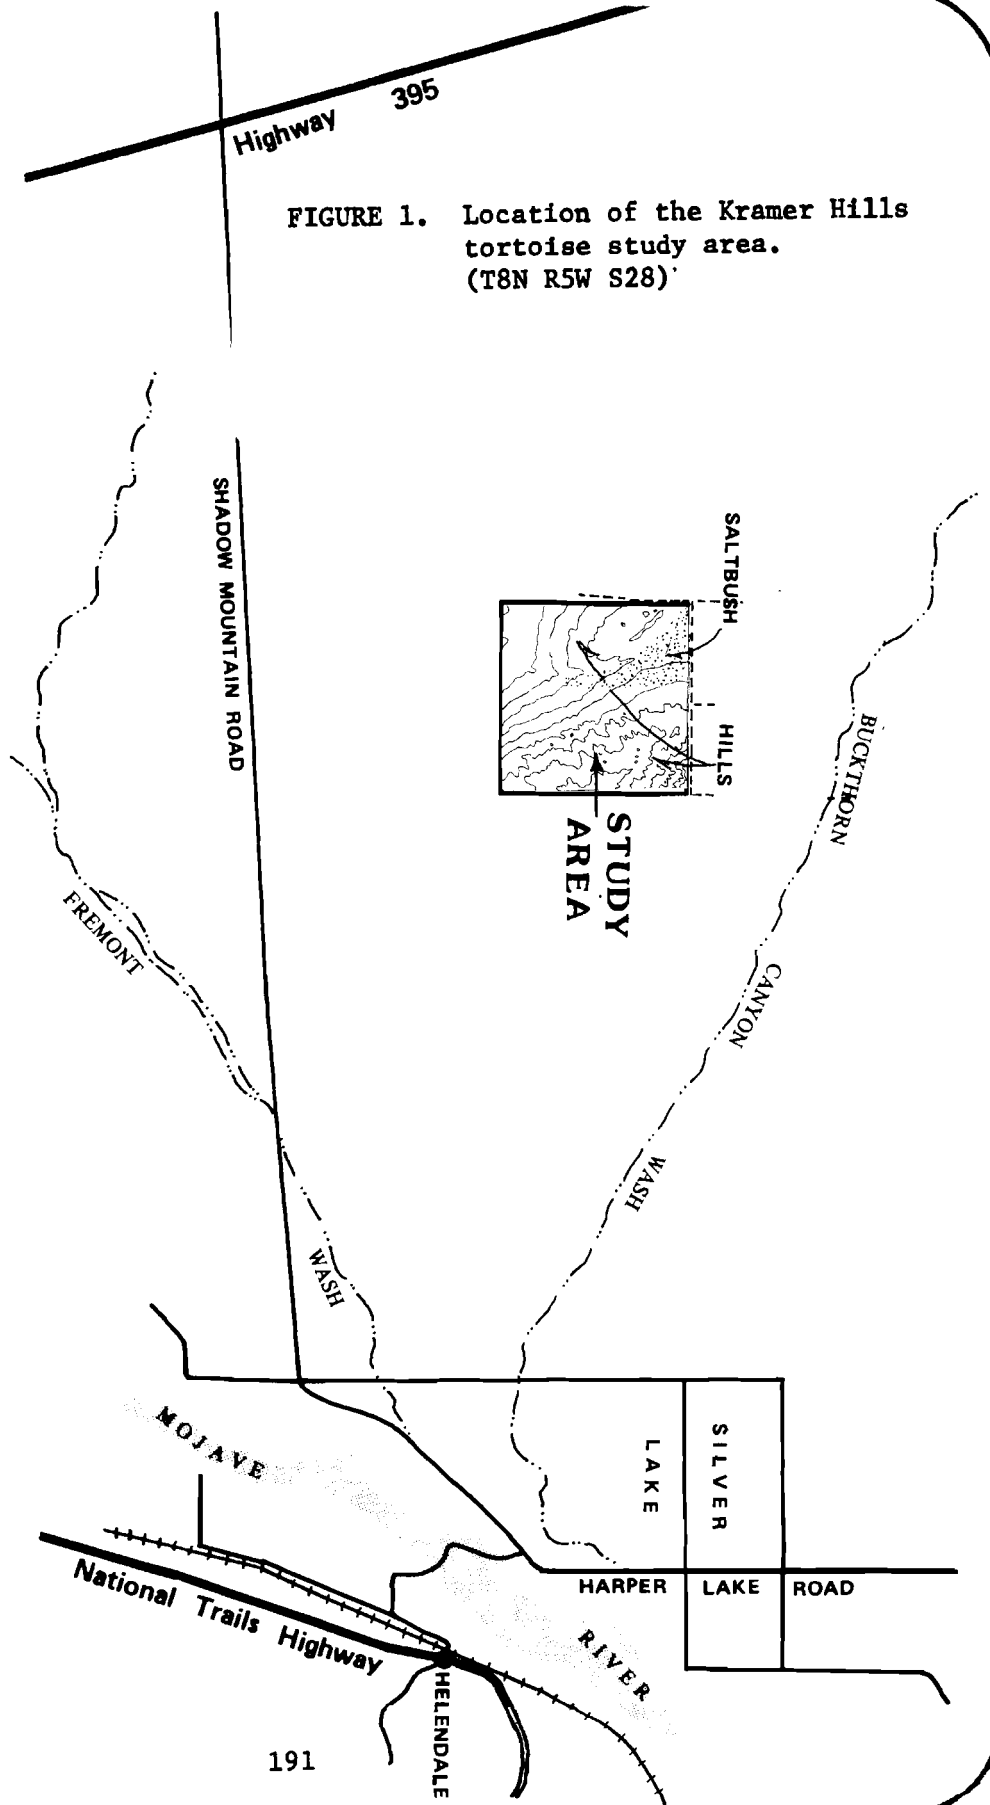 Highway 395
FIGURE 1. Location of the Kramer Hills
tortoise study area.
(T8N R5W S28)
SHADOW MOUNTAIN ROAD
SALTBUSH
HILLS
STUDY
AREA
BUCKTHORN
CANYON
WASH
FREMONT
WASH
MOJAVE
RIVER
SILVER
LAKE
HARPER LAKE ROAD
National Trails Highway
HELENDALE
191